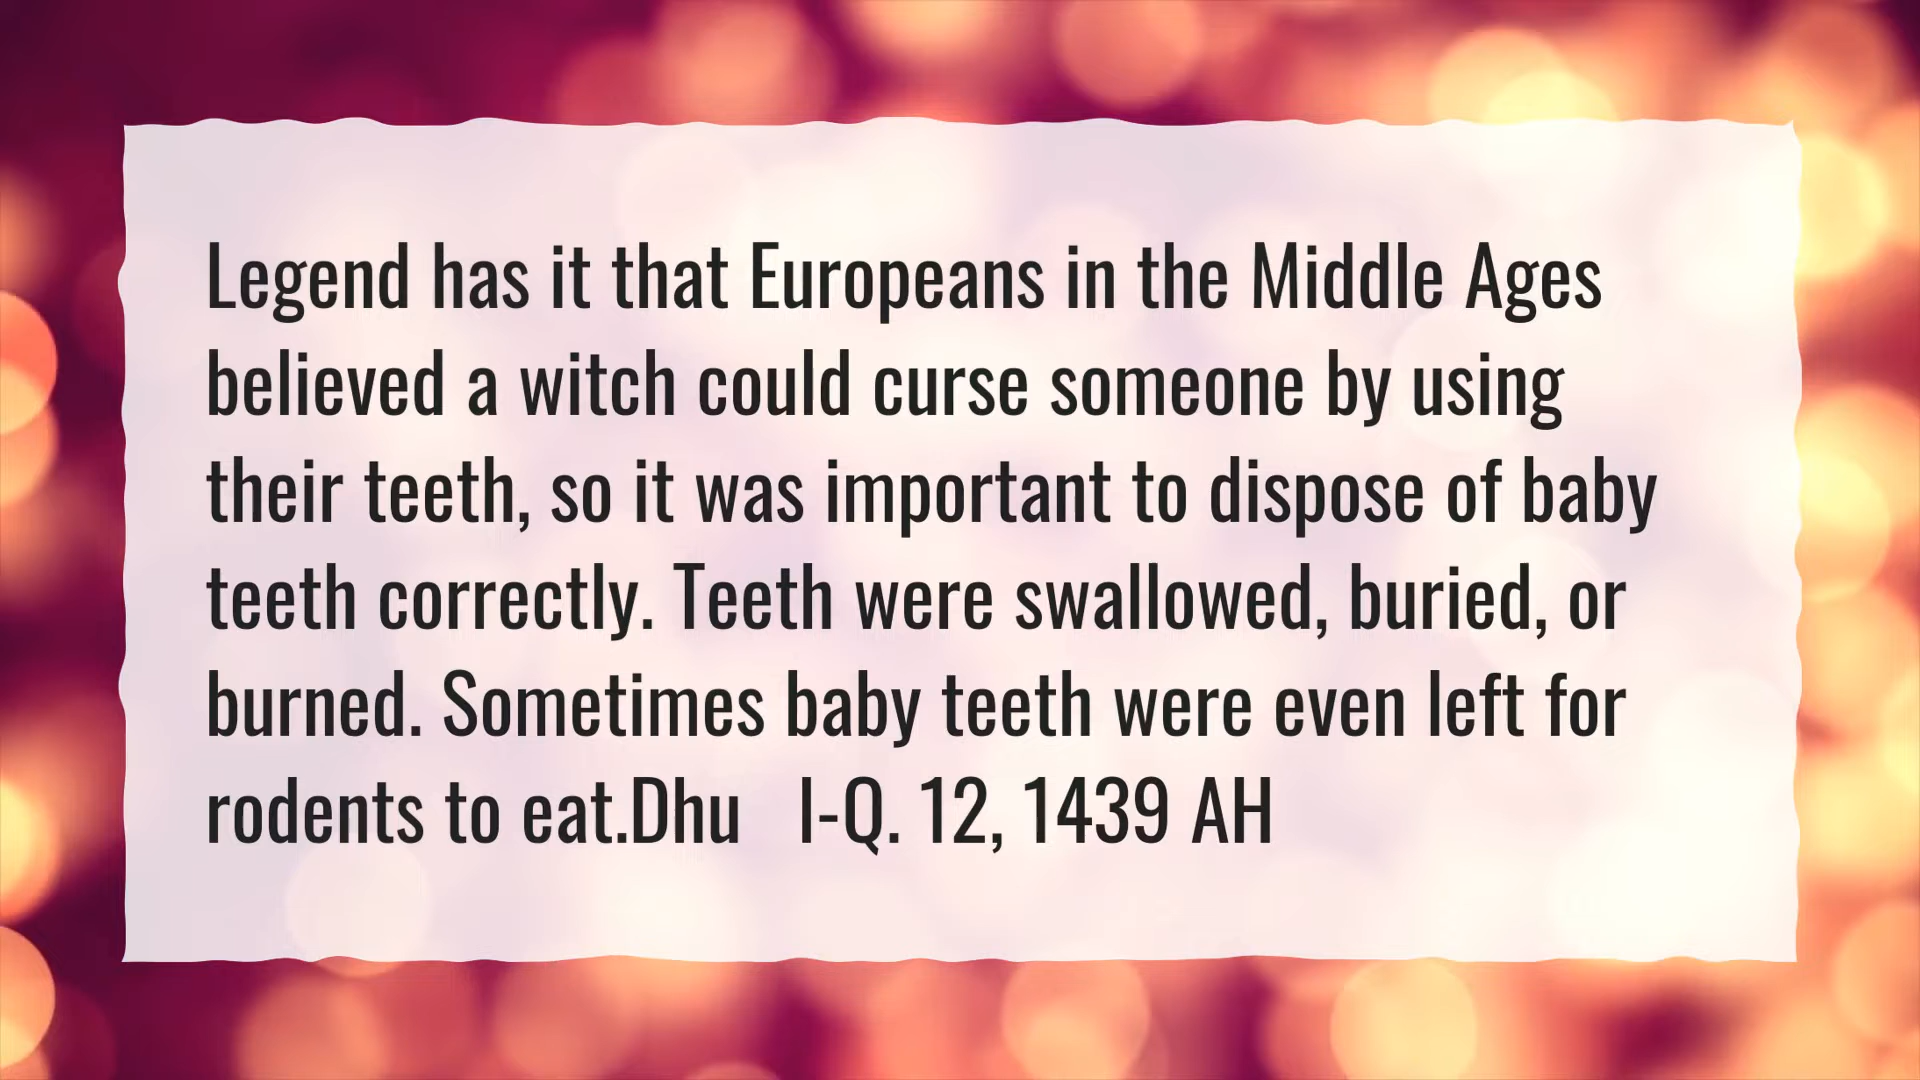 Legend has it that Europeans in the Middle Ages
believed a witch could curse someone by using
their teeth, so it was important to dispose of baby
teeth correctly. Teeth were swallowed, buried, or
burned. Sometimes baby teeth were even left for
rodents to eat.Dhu I-Q. 12, 1439 AH